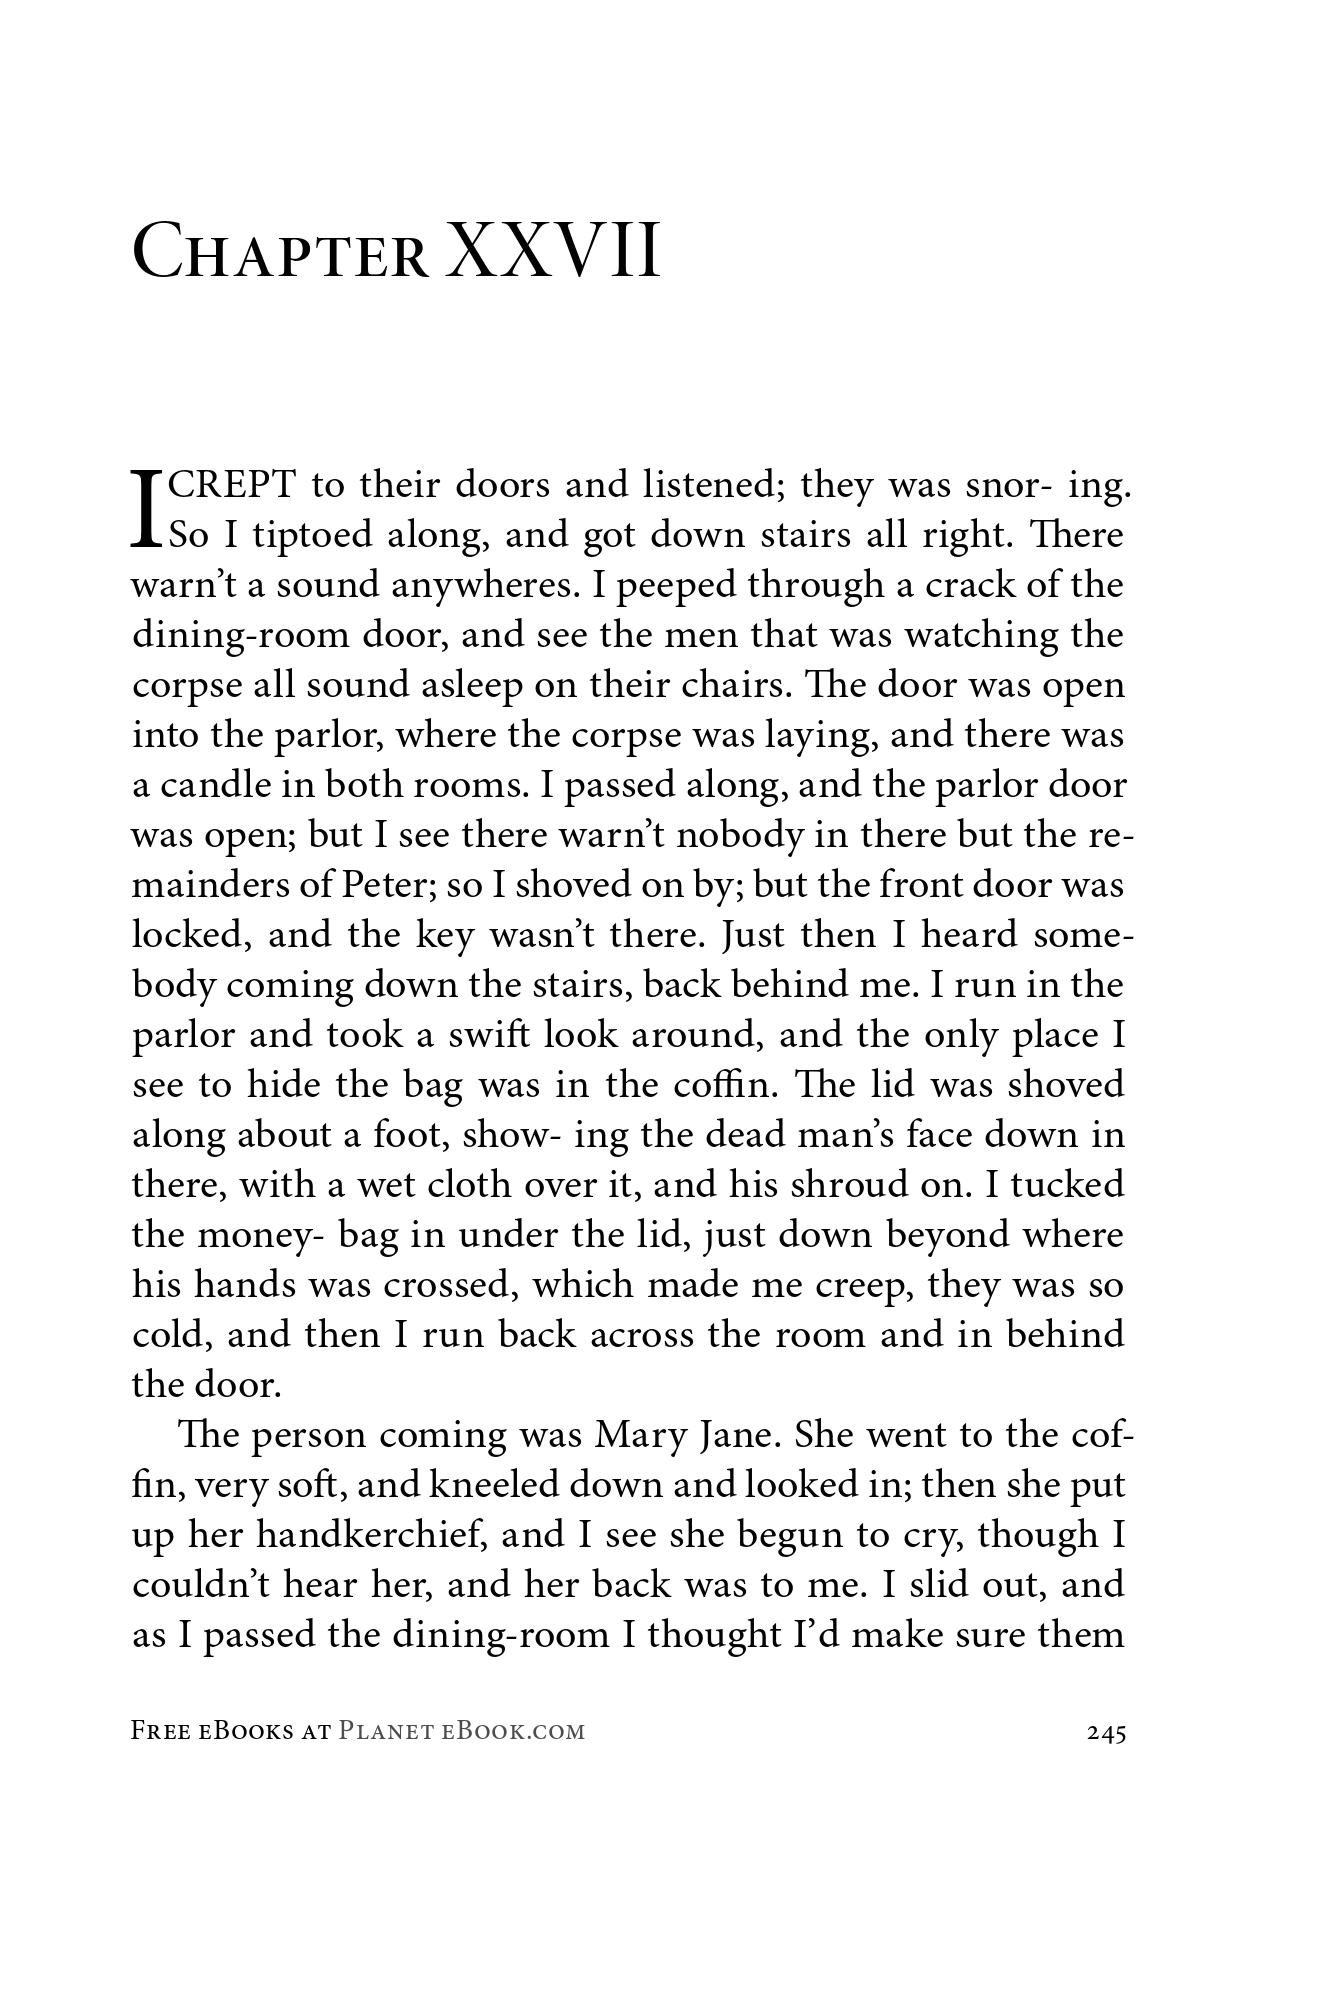 Chapter XXVII
I CREPT to their doors and listened; they was snor- ing.
So I tiptoed along, and got down stairs all right. There
warn’t a sound anywheres. I peeped through a crack of the
dining-room door, and see the men that was watching the
corpse all sound asleep on their chairs. The door was open
into the parlor, where the corpse was laying, and there was
a candle in both rooms. I passed along, and the parlor door
was open; but I see there warn’t nobody in there but the re-
mainders of Peter; so I shoved on by; but the front door was
locked, and the key wasn’t there. Just then I heard some-
body coming down the stairs, back behind me. I run in the
parlor and took a swift look around, and the only place I
see to hide the bag was in the coffin. The lid was shoved
along about a foot, show- ing the dead man’s face down in
there, with a wet cloth over it, and his shroud on. I tucked
the money- bag in under the lid, just down beyond where
his hands was crossed, which made me creep, they was so
cold, and then I run back across the room and in behind
the door.
The person coming was Mary Jane. She went to the cof-
fin, very soft, and kneeled down and looked in; then she put
up her handkerchief, and I see she begun to cry, though I
couldn’t hear her, and her back was to me. I slid out, and
as I passed the dining-room I thought I’d make sure them
Free eBooks at Planet eBook.com 245